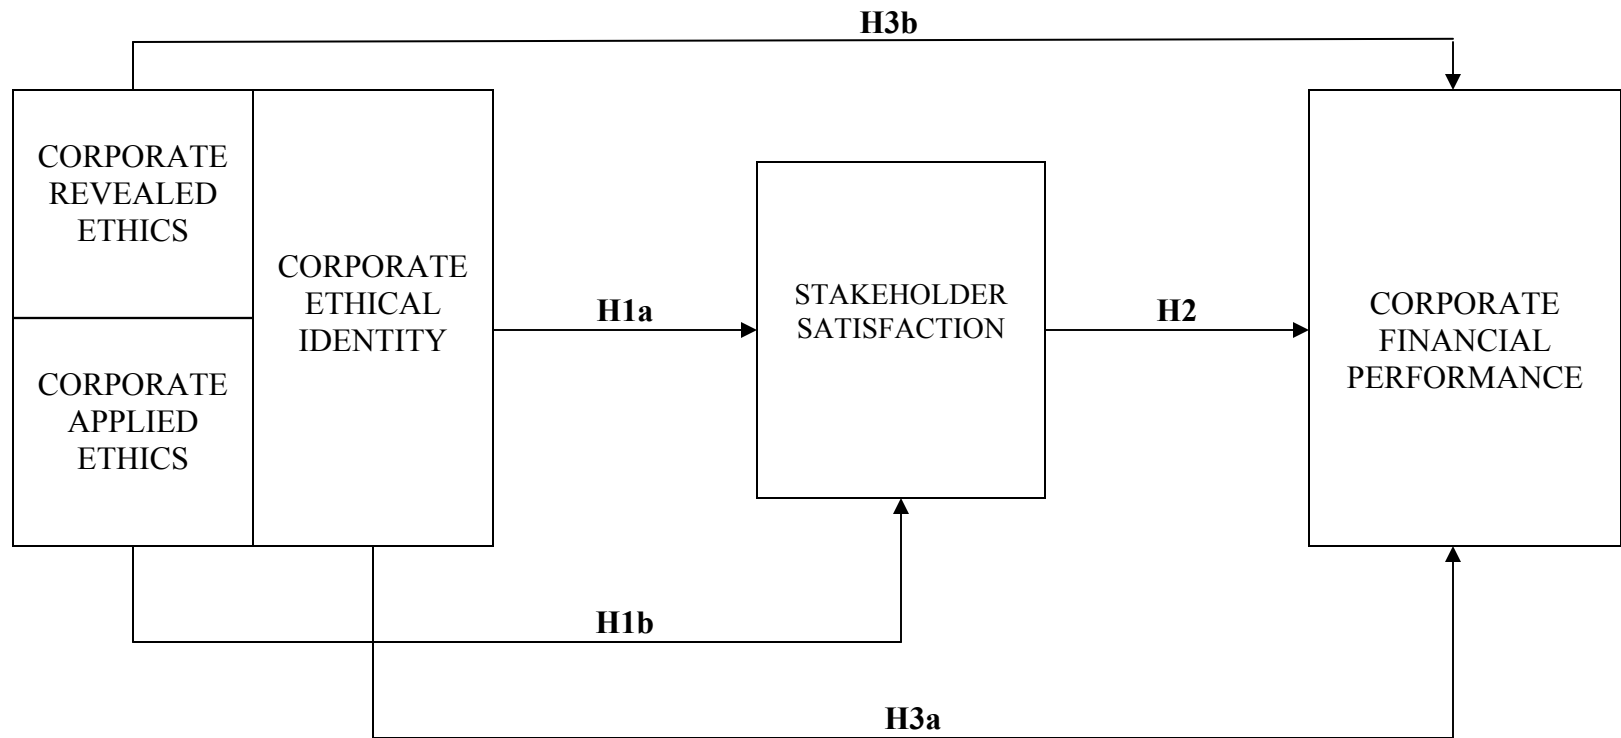 H3b
CORPORATE
REVEALED
ETHICS
CORPORATE
APPLIED
ETHICS
CORPORATE
ETHICAL
IDENTITY
H1a
STAKEHOLDER
SATISFACTION
H2
CORPORATE
FINANCIAL
PERFORMANCE
H1b
H3a